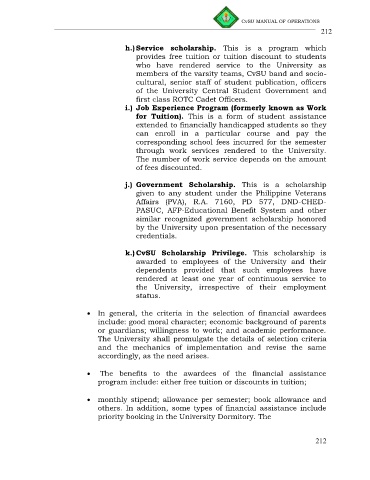 CvSU MANUAL OF OPERATIONS
212
h.) Service scholarship. This is a program which
provides free tuition or tuition discount to students
who have rendered service to the University as
members of the varsity teams, CvSU band and socio-
cultural, senior staff of student publication, officers
of the University Central Student Government and
first class ROTC Cadet Officers.
i.) Job Experience Program (formerly known as Work
for Tuition). This is a form of student assistance
extended to financially handicapped students so they
can enroll in a particular course and pay the
corresponding school fees incurred for the semester
through work services rendered to the University.
The number of work service depends on the amount
of fees discounted.
j.) Government Scholarship. This is a scholarship
given to any student under the Philippine Veterans
Affairs (PVA), R.A. 7160, PD 577, DND-CHED-
PASUC, AFP-Educational Benefit System and other
similar recognized government scholarship honored
by the University upon presentation of the necessary
credentials.
k.) CvSU Scholarship Privilege. This scholarship is
awarded to employees of the University and their
dependents provided that such employees have
rendered at least one year of continuous service to
the University, irrespective of their employment
status.
• In general, the criteria in the selection of financial awardees
include: good moral character; economic background of parents
or guardians; willingness to work; and academic performance.
The University shall promulgate the details of selection criteria
and the mechanics of implementation and revise the same
accordingly, as the need arises.
• The benefits to the awardees of the financial assistance
program include: either free tuition or discounts in tuition;
• monthly stipend; allowance per semester; book allowance and
others. In addition, some types of financial assistance include
priority booking in the University Dormitory. The
212